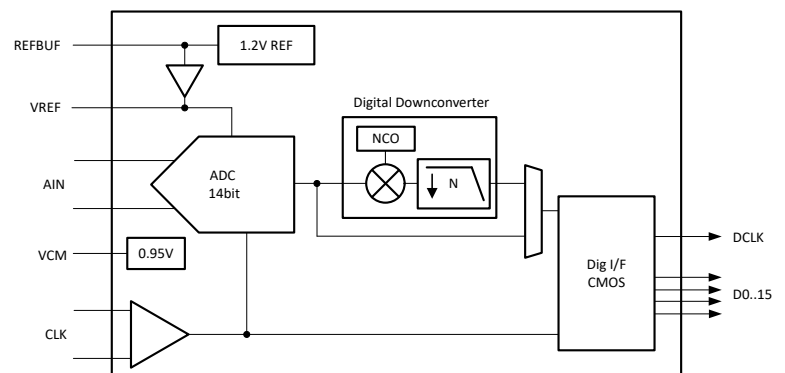 REFBUF
1.2V REF
VREF
Digital Downconverter
NCO
ADC
14bit
N
AIN
VCM
0.95V
Dig I/F
CMOS
DCLK
D0..15
CLK